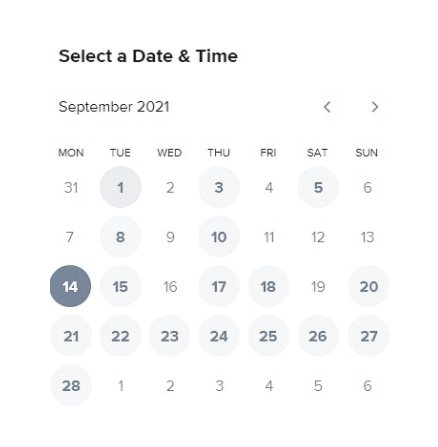 Select a Date & Time
September 2021
MON TUE WED THU FRI SAT SUN
31 1 2 3 4 5 6
7 8 9 10 11 12 13
14 15 16 17 18 19 20
21 22 23 24 25 26 27
28 1 2 3 4 5 6